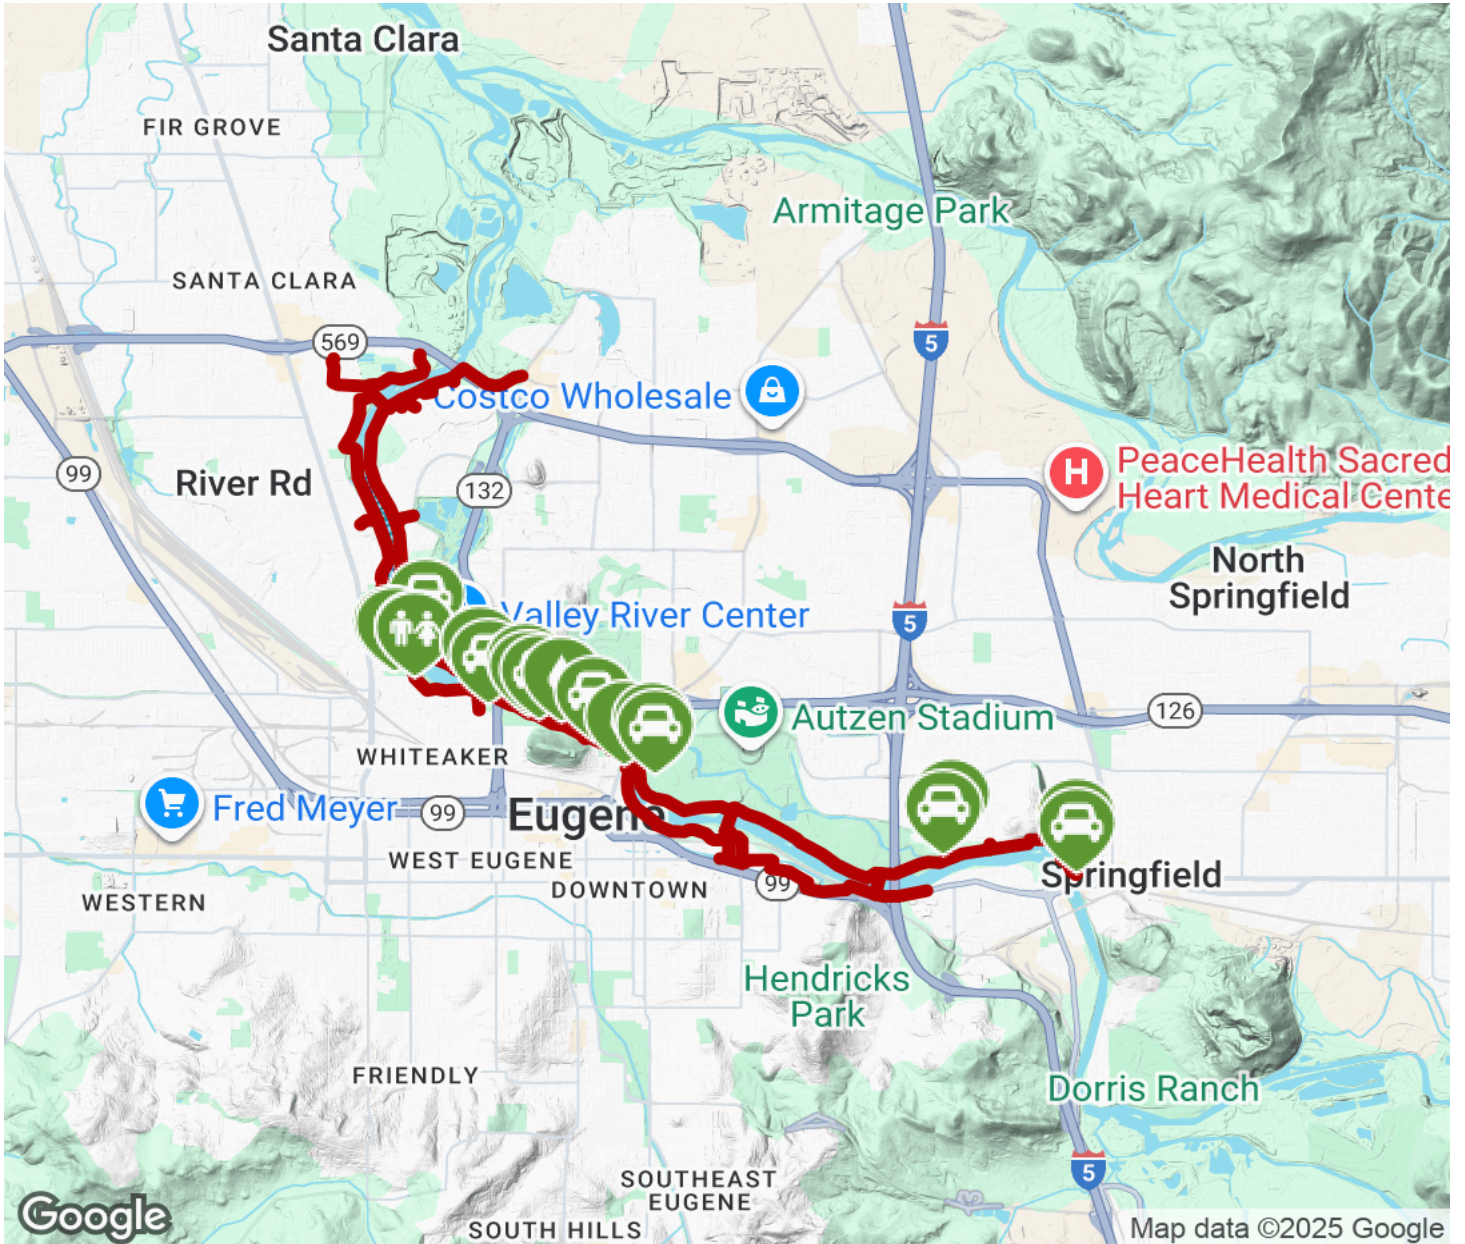 Santa Clara
FIR GROVE
Armitage Park
SANTA CLARA
569
5
Costco Wholesale
99
River Rd
132
H
PeaceHealth Sacred
Heart Medical Cente
North
Springfield
Valley River Center
5
126
Autzen Stadium
WHITEAKER
Fred Meyer
99
Eugene
WEST EUGENE
DOWNTOWN
99
Springfield
WESTERN
Hendricks
Park
FRIENDLY
Dorris Ranch
5
SOUTHEAST
EUGENE
SOUTH HILLS
Google
Map data ©2025 Google